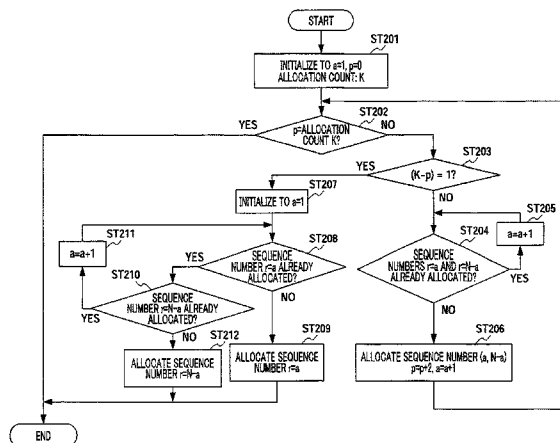 START
ST201
INITIALIZE TO a=1, p=0
ALLOCATION COUNT: K
ST202
YES
p=ALLOCATION
COUNT K?
NO
ST203
YES
(K-p) = 1?
NO
ST207
INITIALIZE TO a=1
ST205
a=a+1
ST204
SEQUENCE
NUMBERS r=a AND r=N-a
ALREADY
ALLOCATED?
YES
NO
ST211
a=a+1
ST208
YES
SEQUENCE
NUMBER r=a ALREADY
ALLOCATED?
NO
ST210
SEQUENCE
NUMBER r=N-a ALREADY
ALLOCATED?
YES
NO
ST212
ALLOCATE SEQUENCE
NUMBER r=N-a
ST209
ALLOCATE SEQUENCE
NUMBER r=a
ST206
ALLOCATE SEQUENCE NUMBER (a, N-a)
p=p+2, a=a+1
END